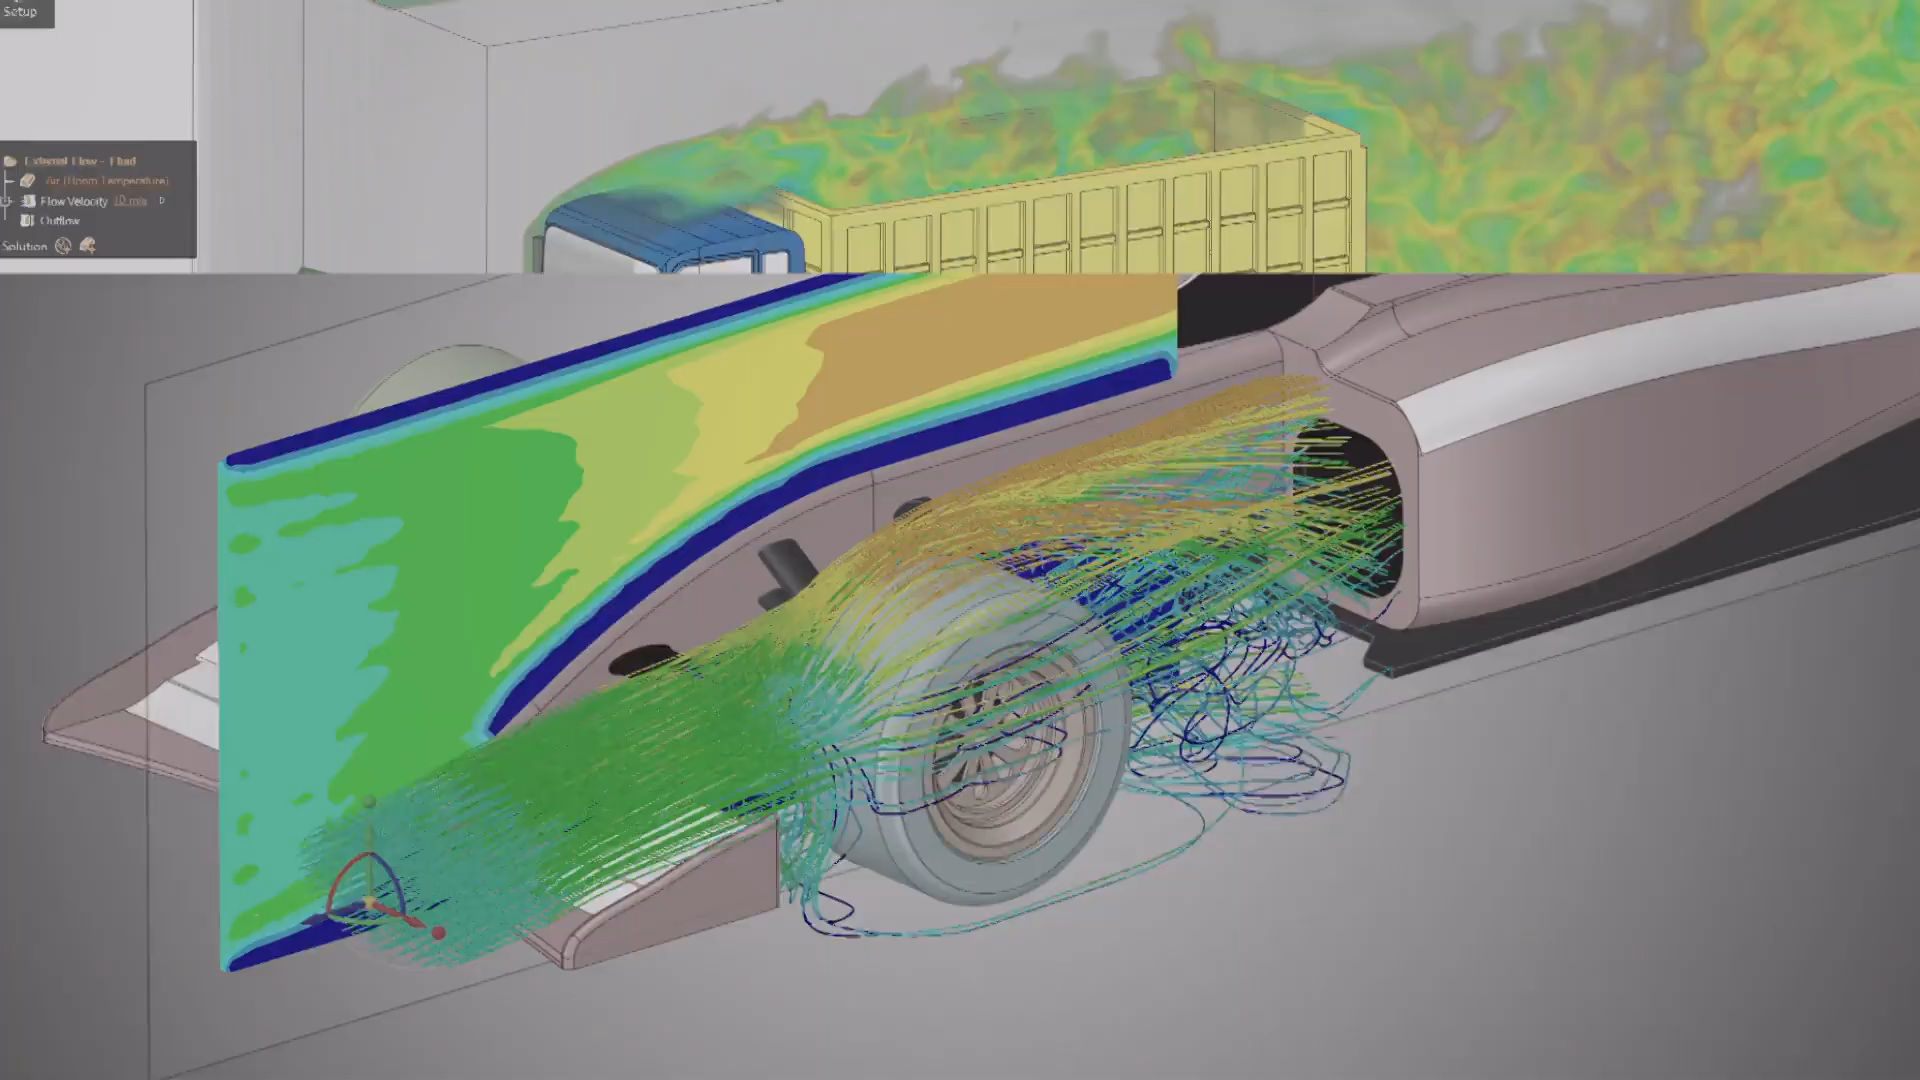 Setup
External Flow - Fluid
Air (Room Temperature)
Flow Velocity 10 m/s
Outflow
Solution